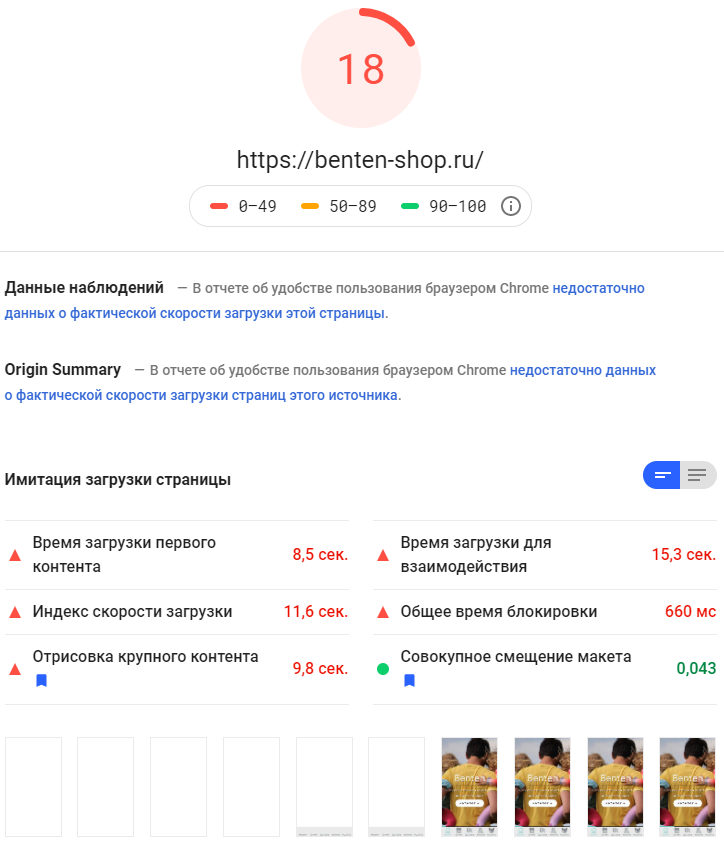 18
https://benten-shop.ru/
0–49 50–89 90–100
Данные наблюдений — В отчете об удобстве пользования браузером Chrome недостаточно
данных о фактической скорости загрузки этой страницы.
Origin Summary — В отчете об удобстве пользования браузером Chrome недостаточно данных
о фактической скорости загрузки страниц этого источника.
Имитация загрузки страницы
Время загрузки первого
контента
8,5 сек.
Время загрузки для
взаимодействия
15,3 сек.
Индекс скорости загрузки 11,6 сек.
Общее время блокировки 660 мс
Отрисовка крупного контента 9,8 сек.
Совокупное смещение макета 0,043
Benten Benten Benten Benten